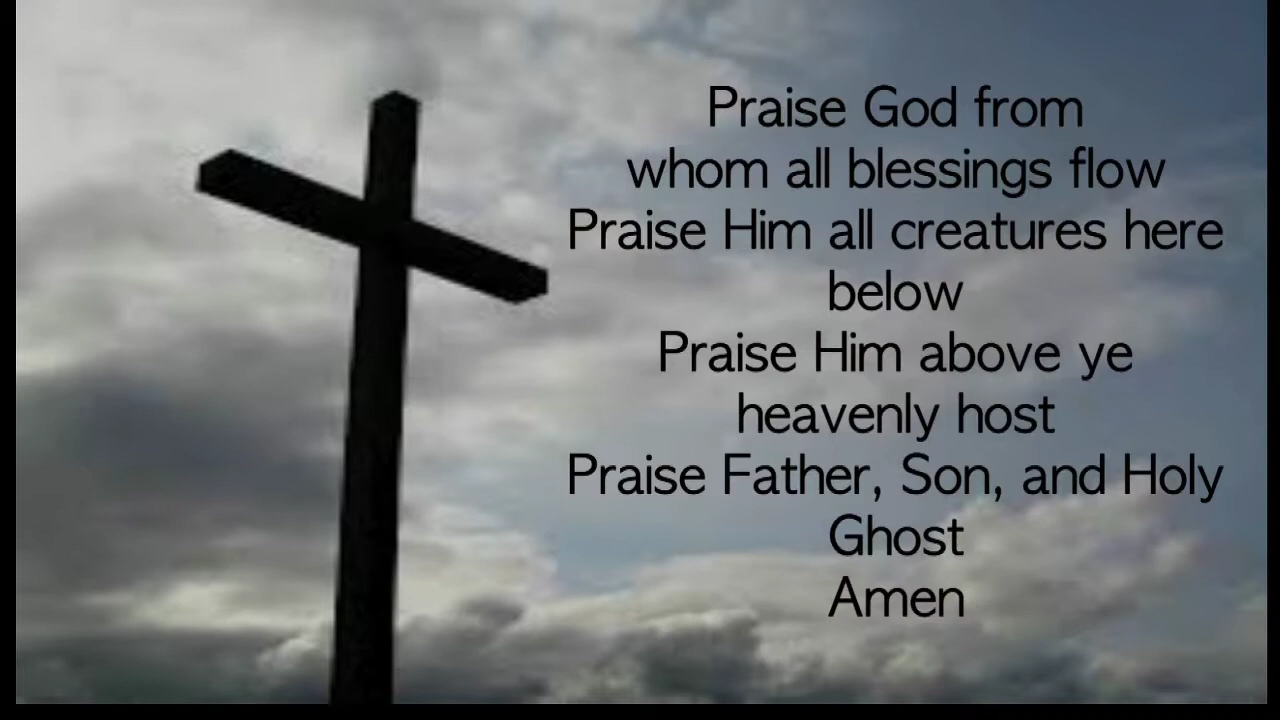 Praise God from
whom all blessings flow
Praise Him all creatures here
below
Praise Him above ye
heavenly host
Praise Father, Son, and Holy
Ghost
Amen